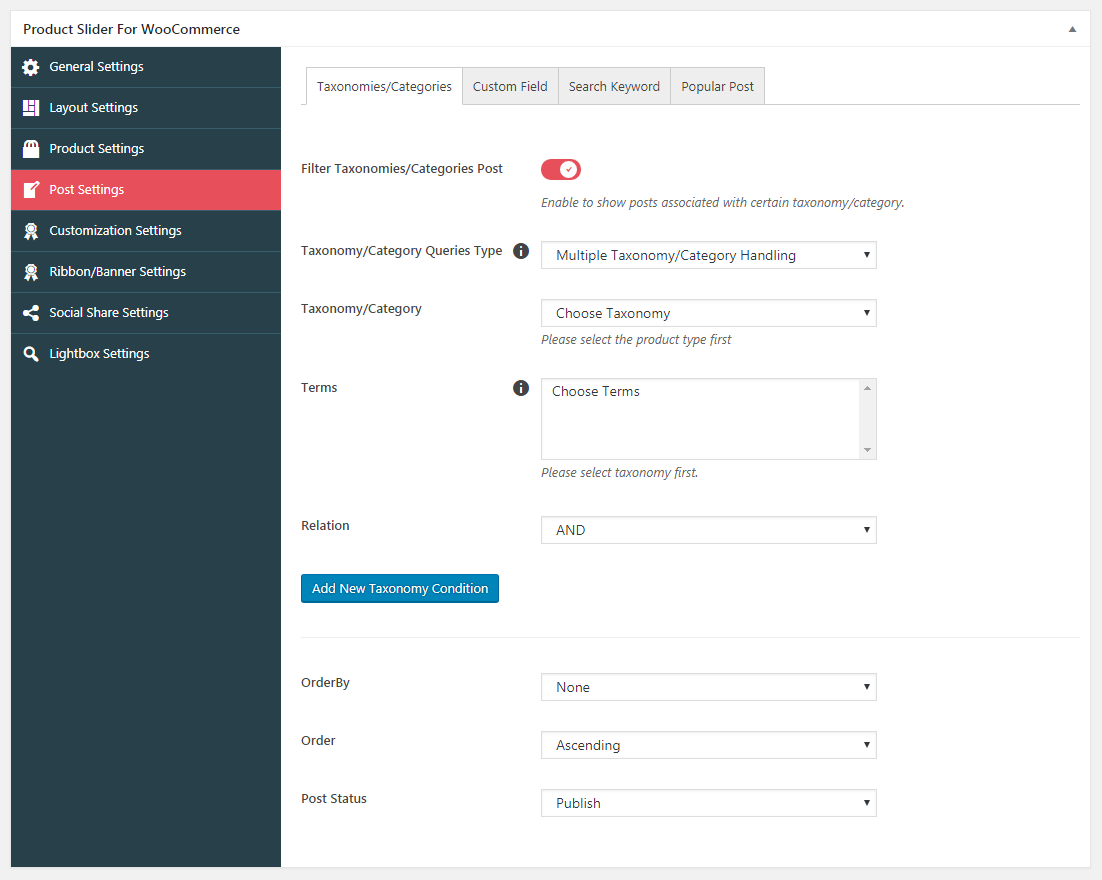 Product Slider For WooCommerce
General Settings
Layout Settings
Product Settings
Post Settings
Customization Settings
Ribbon/Banner Settings
Social Share Settings
Lightbox Settings
Taxonomies/Categories
Custom Field
Search Keyword
Popular Post
Filter Taxonomies/Categories Post
Enable to show posts associated with certain taxonomy/category.
Taxonomy/Category Queries Type
Multiple Taxonomy/Category Handling
Taxonomy/Category
Choose Taxonomy
Please select the product type first
Terms
Choose Terms
Please select taxonomy first.
Relation
AND
Add New Taxonomy Condition
OrderBy
None
Order
Ascending
Post Status
Publish